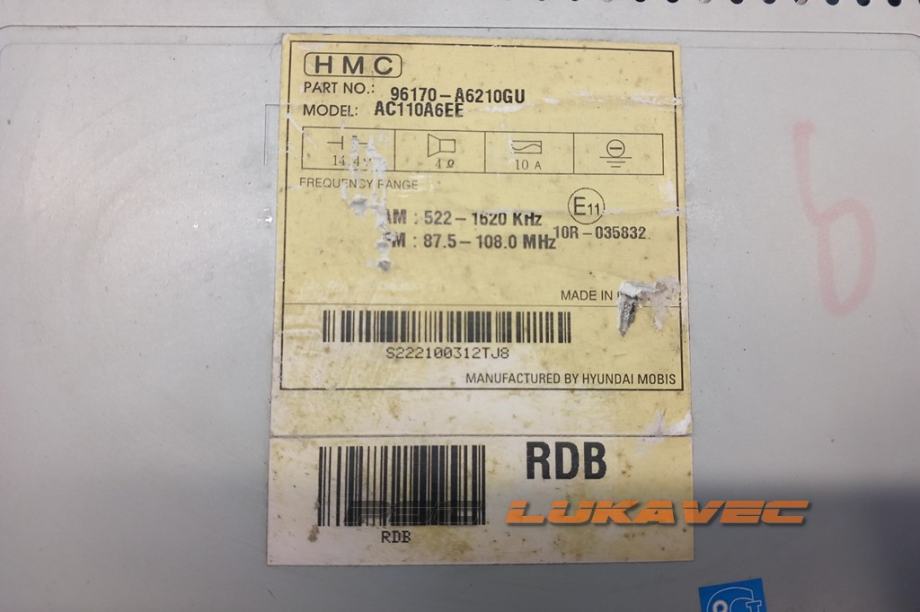 HMC
PART NO.: 96170-A6210GU
MODEL: AC110A6EE
14.4V 4Ω 10 A
FREQUENCY RANGE
AM : 522 - 1620 KHz
E11
FM : 87.5 - 108.0 MHz 10R-035832
MADE IN
S222100312TJ8
MANUFACTURED BY HYUNDAI MOBIS
RDB
LUKAVEC
RDB